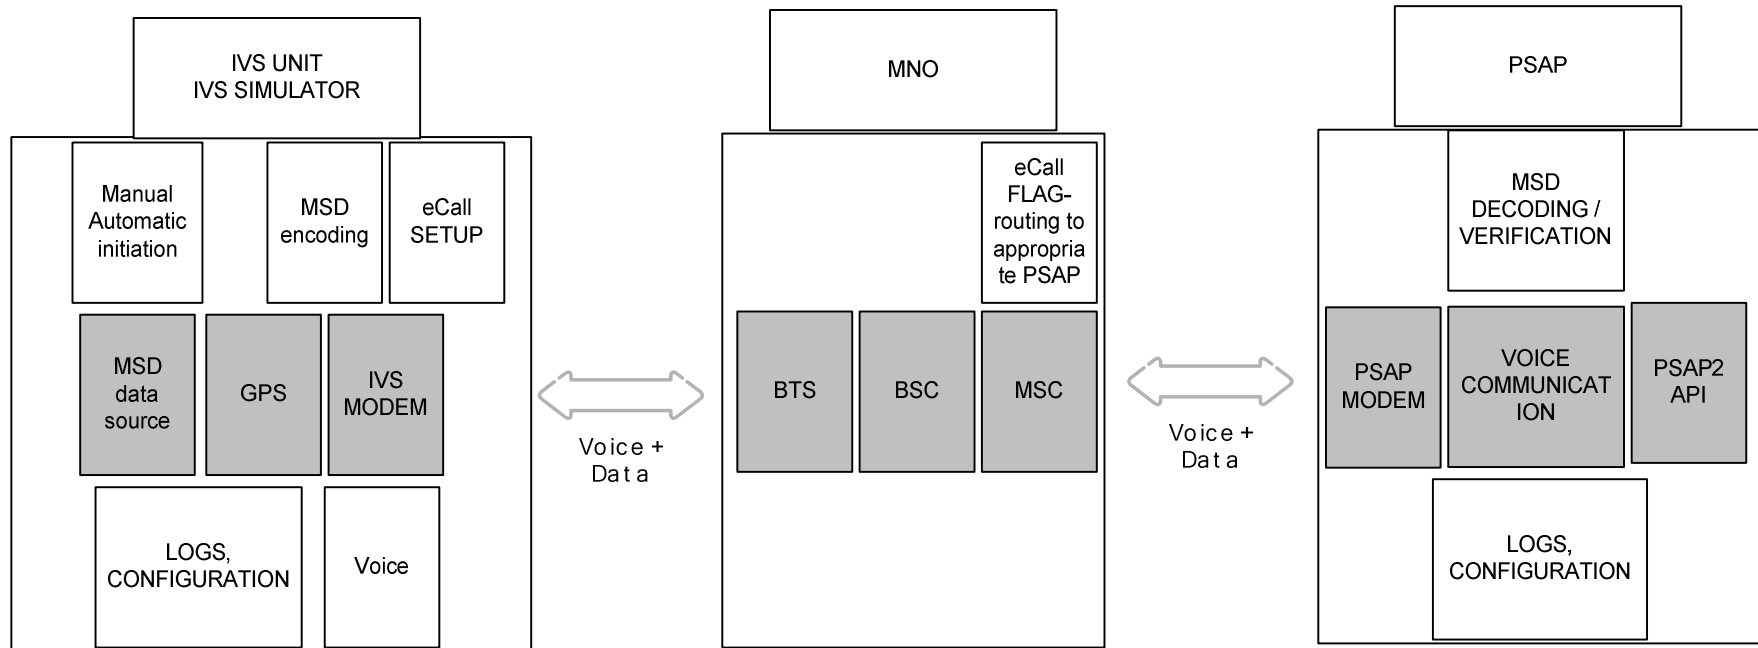 IVS UNIT
IVS SIMULATOR
Manual
Automatic
initiation
MSD
encoding
eCall
SETUP
MSD
data
source
GPS
IVS
MODEM
LOGS,
CONFIGURATION
Voice
Voice +
Data
MNO
eCall
FLAG-
routing to
appropria
te PSAP
BTS
BSC
MSC
Voice +
Data
PSAP
MSD
DECODING /
VERIFICATION
PSAP
MODEM
VOICE
COMMUNICAT
ION
PSAP2
API
LOGS,
CONFIGURATION